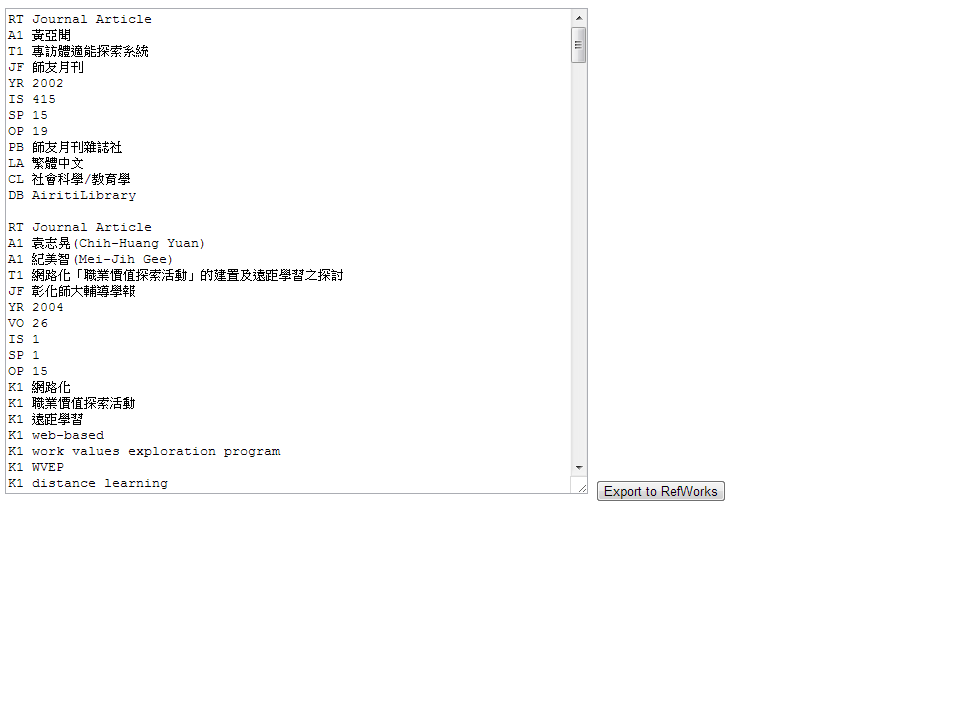 RT Journal Article
A1 黃亞閔
T1 專訪體適能探索系統
JF 師友月刊
YR 2002
IS 415
SP 15
OP 19
PB 師友月刊雜誌社
LA 繁體中文
CL 社會科學/教育學
DB AiritiLibrary

RT Journal Article
A1 袁志晃(Chih-Huang Yuan)
A1 紀美智(Mei-Jih Gee)
T1 網路化「職業價值探索活動」的建置及遠距學習之探討
JF 彰化師大輔導學報
YR 2004
VO 26
IS 1
SP 1
OP 15
K1 網路化
K1 職業價值探索活動
K1 遠距學習
K1 web-based
K1 work values exploration program
K1 WVEP
K1 distance learning
Export to RefWorks